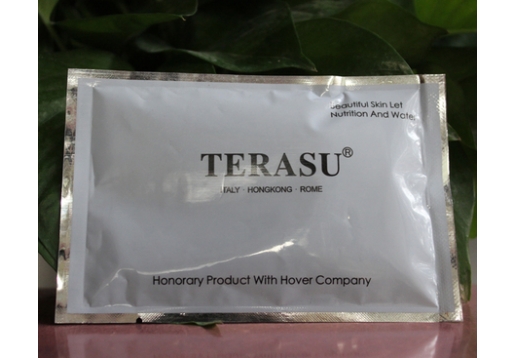 Beautiful Skin Let
Nutrition And Water
TERASU®
ITALY · HONGKONG · ROME
Honorary Product With Hover Company